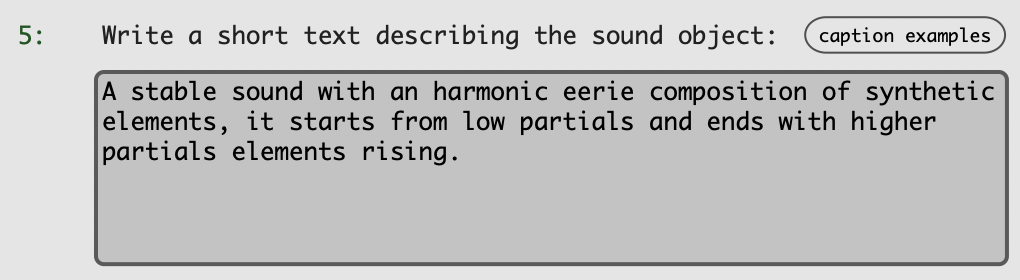 5: Write a short text describing the sound object: caption examples
A stable sound with an harmonic eerie composition of synthetic
elements, it starts from low partials and ends with higher
partials elements rising.